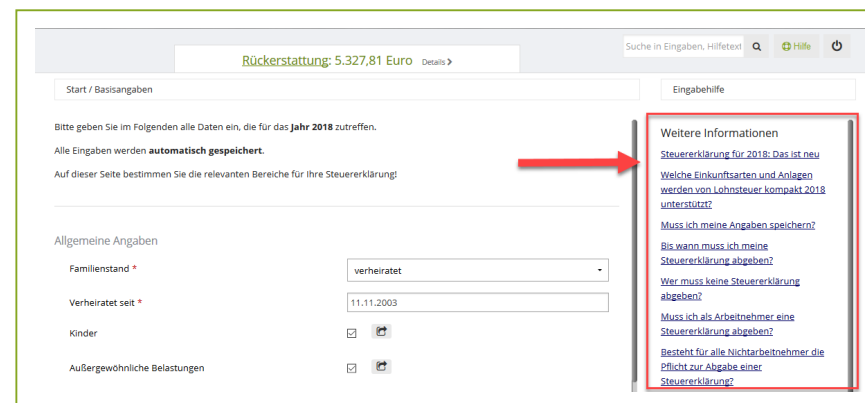 Suche in Eingaben, Hilfetext
Hilfe
Rückerstattung: 5.327,81 Euro Details
Start / Basisangaben
Eingabehilfe
Bitte geben Sie im Folgenden alle Daten ein, die für das Jahr 2018 zutreffen.
Alle Eingaben werden automatisch gespeichert.
Auf dieser Seite bestimmen Sie die relevanten Bereiche für Ihre Steuererklärung!
Allgemeine Angaben
Familienstand *
verheiratet
Verheiratet seit *
11.11.2003
Kinder
Außergewöhnliche Belastungen
Weitere Informationen
Steuererklärung für 2018: Das ist neu
Welche Einkunftsarten und Anlagen
werden von Lohnsteuer kompakt 2018
unterstützt?
Muss ich meine Angaben speichern?
Bis wann muss ich meine
Steuererklärung abgeben?
Wer muss keine Steuererklärung
abgeben?
Muss ich als Arbeitnehmer eine
Steuererklärung abgeben?
Besteht für alle Nichtarbeitnehmer die
Pflicht zur Abgabe einer
Steuererklärung?